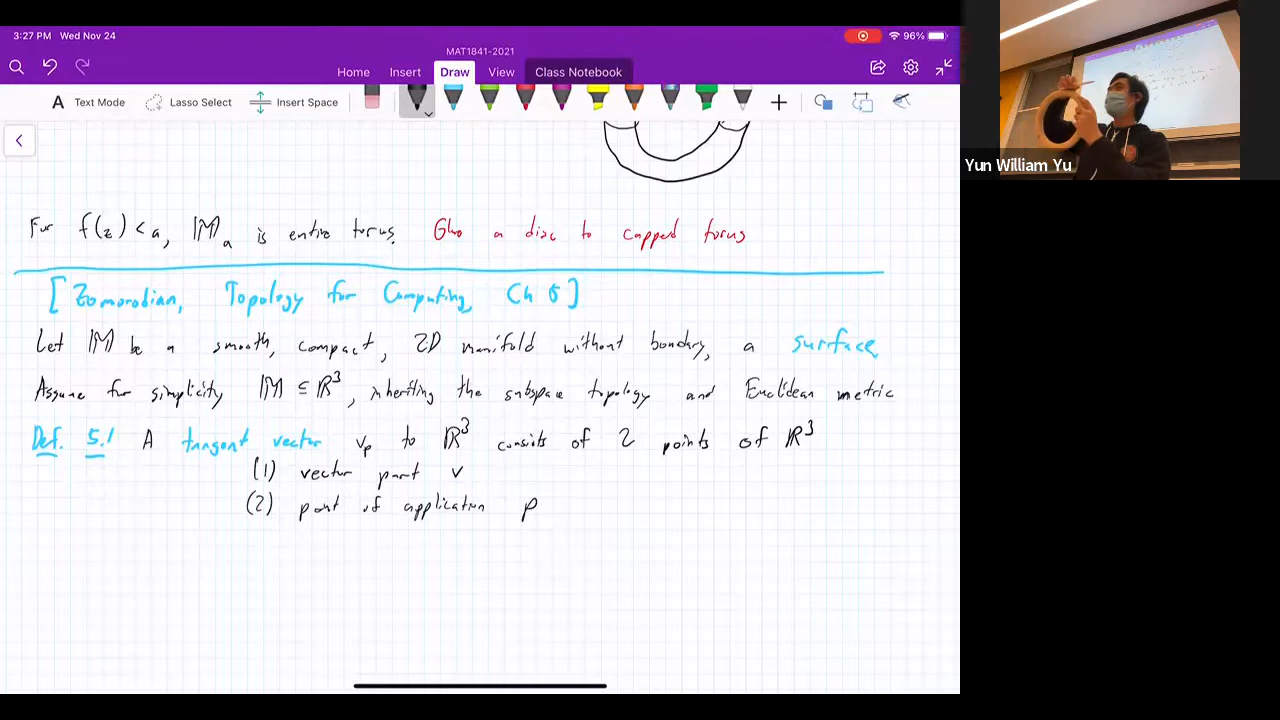 3:27 PM Wed Nov 24
96%
MAT1841-2021
Home Insert Draw View Class Notebook
Text Mode Lasso Select Insert Space
For f(z) < a, 𝕄ₐ is entire torus. Glue a disc to capped torus
[Zomorodian, Topology for Computing, Ch 5]
Let 𝕄 be a smooth, compact, 2D manifold without boundary, a surface.
Assume for simplicity 𝕄 ⊆ ℝ³, inheriting the subspace topology and Euclidean metric
Def. 5.1 A tangent vector vₚ to ℝ³ consists of 2 points of ℝ³
(1) vector part v
(2) point of application p
Yun William Yu